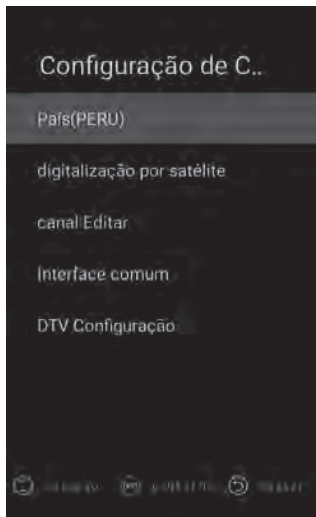 Configuração de C..
País(PERU)
digitalização por satélite
canal Editar
Interface comum
DTV Configuração